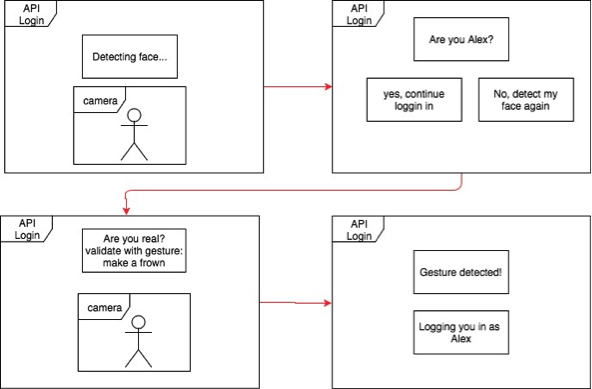 API
Login
Detecting face...
camera
API
Login
Are you Alex?
yes, continue
loggin in
No, detect my
face again
API
Login
Are you real?
validate with gesture:
make a frown
camera
API
Login
Gesture detected!
Logging you in as
Alex